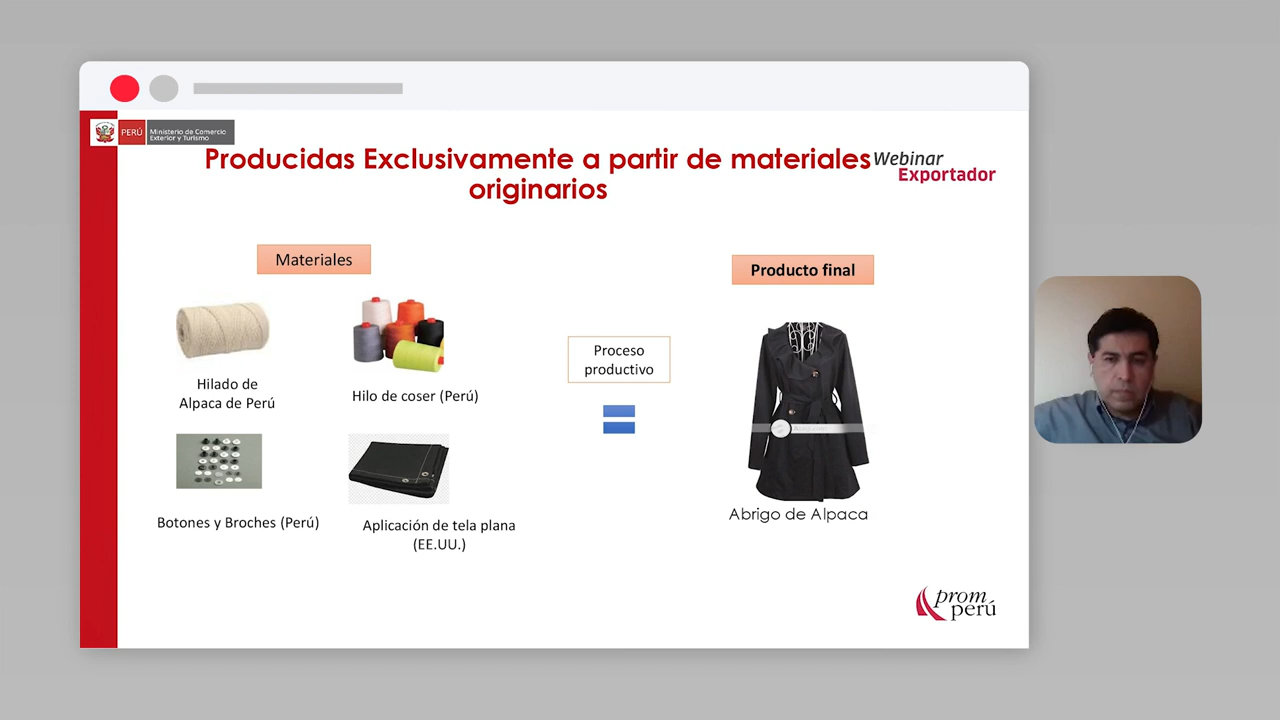 PERÚ
Ministerio de Comercio
Exterior y Turismo
Producidas Exclusivamente a partir de materiales
originarios
Webinar
Exportador
Materiales
Producto final
Proceso
productivo
Hilado de
Alpaca de Perú
Hilo de coser (Perú)
Botones y Broches (Perú)
Aplicación de tela plana
(EE.UU.)
Abrigo de Alpaca
prom
perú